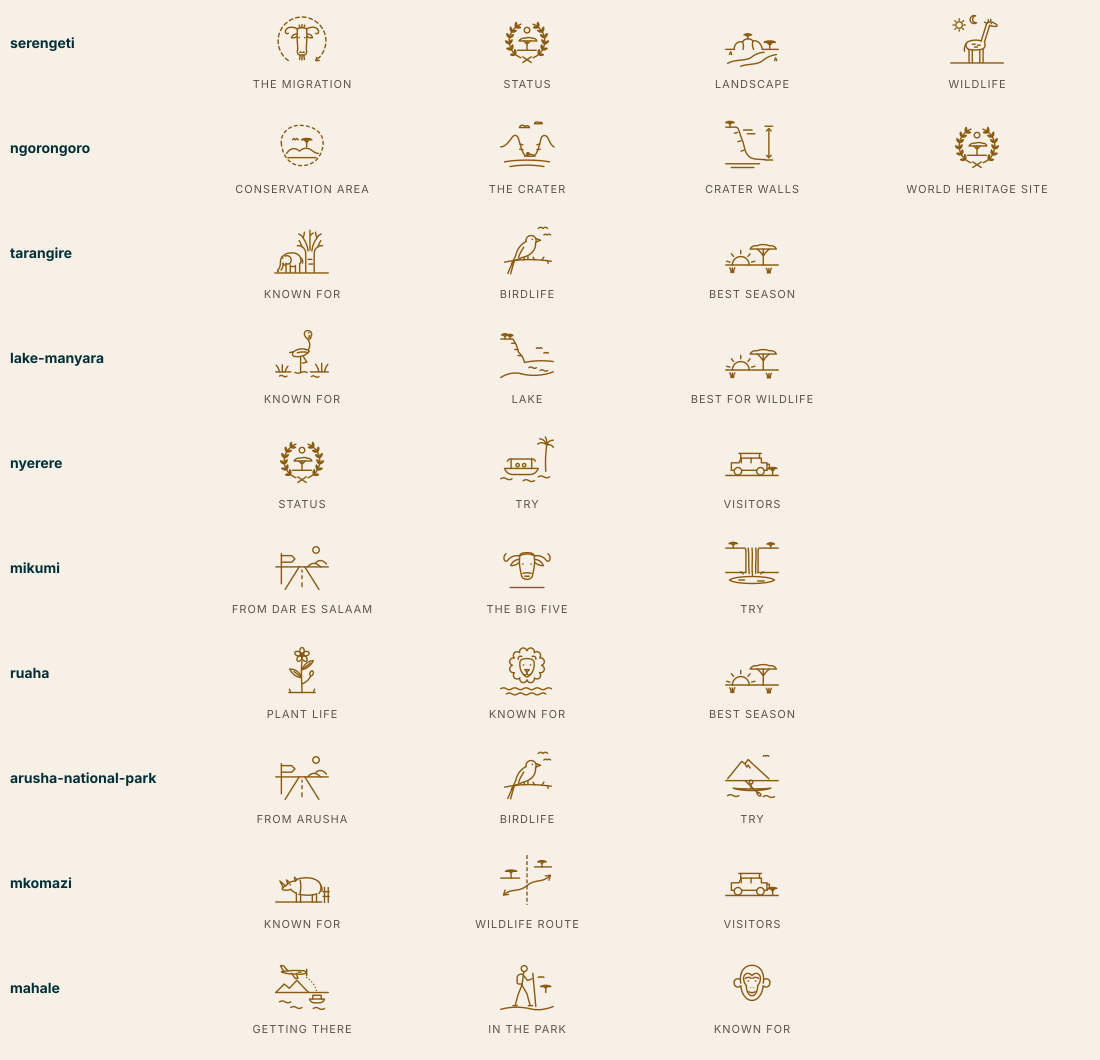 serengeti
THE MIGRATION STATUS LANDSCAPE WILDLIFE
ngorongoro
CONSERVATION AREA THE CRATER CRATER WALLS WORLD HERITAGE SITE
tarangire
KNOWN FOR BIRDLIFE BEST SEASON
lake-manyara
KNOWN FOR LAKE BEST FOR WILDLIFE
nyerere
STATUS TRY VISITORS
mikumi
FROM DAR ES SALAAM THE BIG FIVE TRY
ruaha
PLANT LIFE KNOWN FOR BEST SEASON
arusha-national-park
FROM ARUSHA BIRDLIFE TRY
mkomazi
KNOWN FOR WILDLIFE ROUTE VISITORS
mahale
GETTING THERE IN THE PARK KNOWN FOR